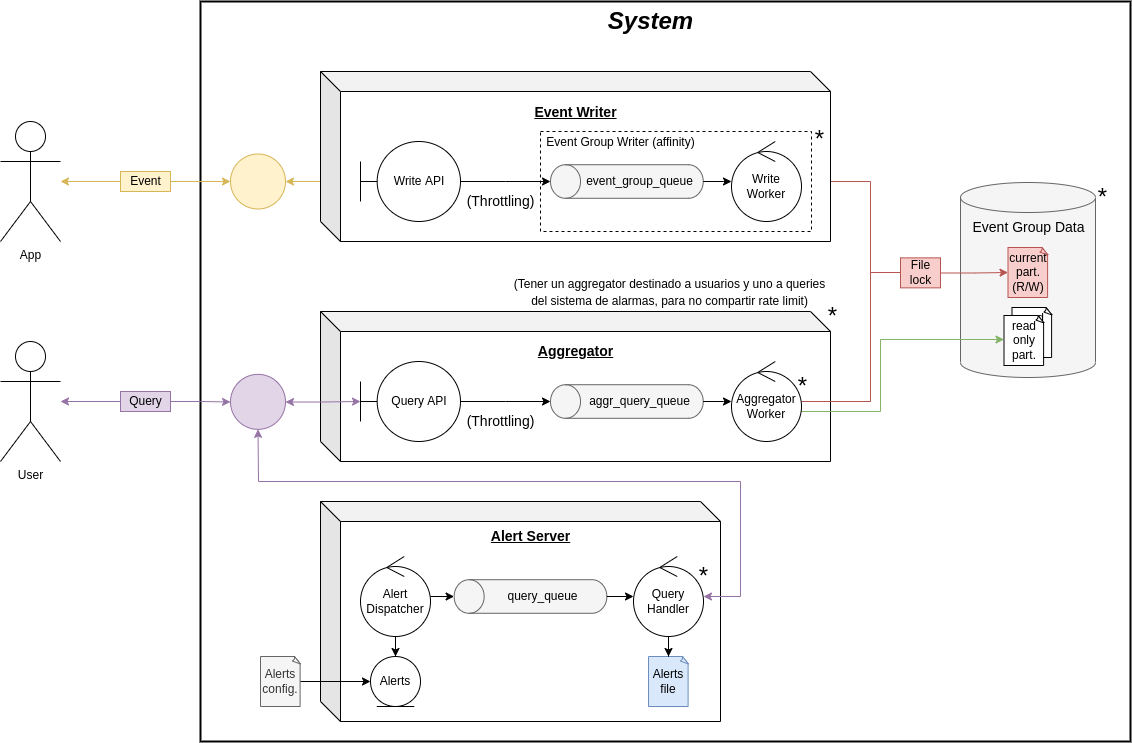 System
Event Writer
*
Event Group Writer (affinity)
Write API
event_group_queue
Write
Worker
(Throttling)
Event
App
*
Event Group Data
current
part.
(R/W)
File
lock
read
only
part.
(Tener un aggregator destinado a usuarios y uno a queries
del sistema de alarmas, para no compartir rate limit)
*
Aggregator
*
Query API
aggr_query_queue
Aggregator
Worker
(Throttling)
Query
User
Alert Server
*
Alert
Dispatcher
query_queue
Query
Handler
Alerts
config.
Alerts
Alerts
file